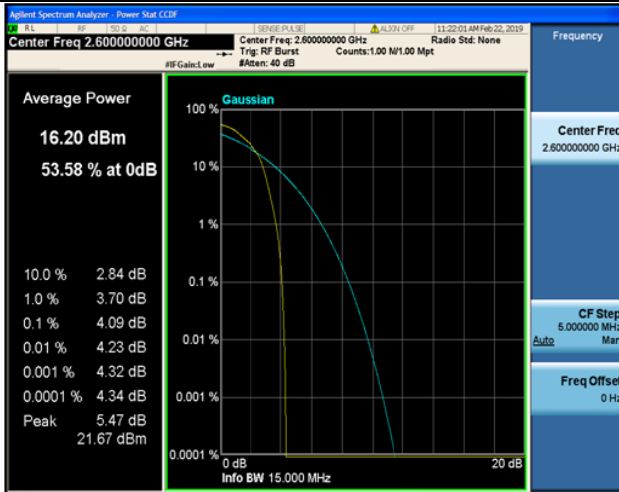 Agilent Spectrum Analyzer - Power Stat CCDF
RL RF 50 Ω AC SENSE:PULSE ALIGN OFF 11:22:01 AM Feb 22, 2019
Center Freq 2.600000000 GHz
Center Freq: 2.600000000 GHz Radio Std: None
Trig: RF Burst Counts:1.00 M/1.00 Mpt
#IFGain:Low #Atten: 40 dB
Frequency
Average Power
16.20 dBm
53.58 % at 0dB
10.0 % 2.84 dB
1.0 % 3.70 dB
0.1 % 4.09 dB
0.01 % 4.23 dB
0.001 % 4.32 dB
0.0001 % 4.34 dB
Peak 5.47 dB
21.67 dBm
Gaussian
100 %
10 %
1 %
0.1 %
0.01 %
0.001 %
0.0001 %
0 dB 20 dB
Info BW 15.000 MHz
Center Freq
2.600000000 GHz
CF Step
5.000000 MHz
Auto Man
Freq Offset
0 Hz